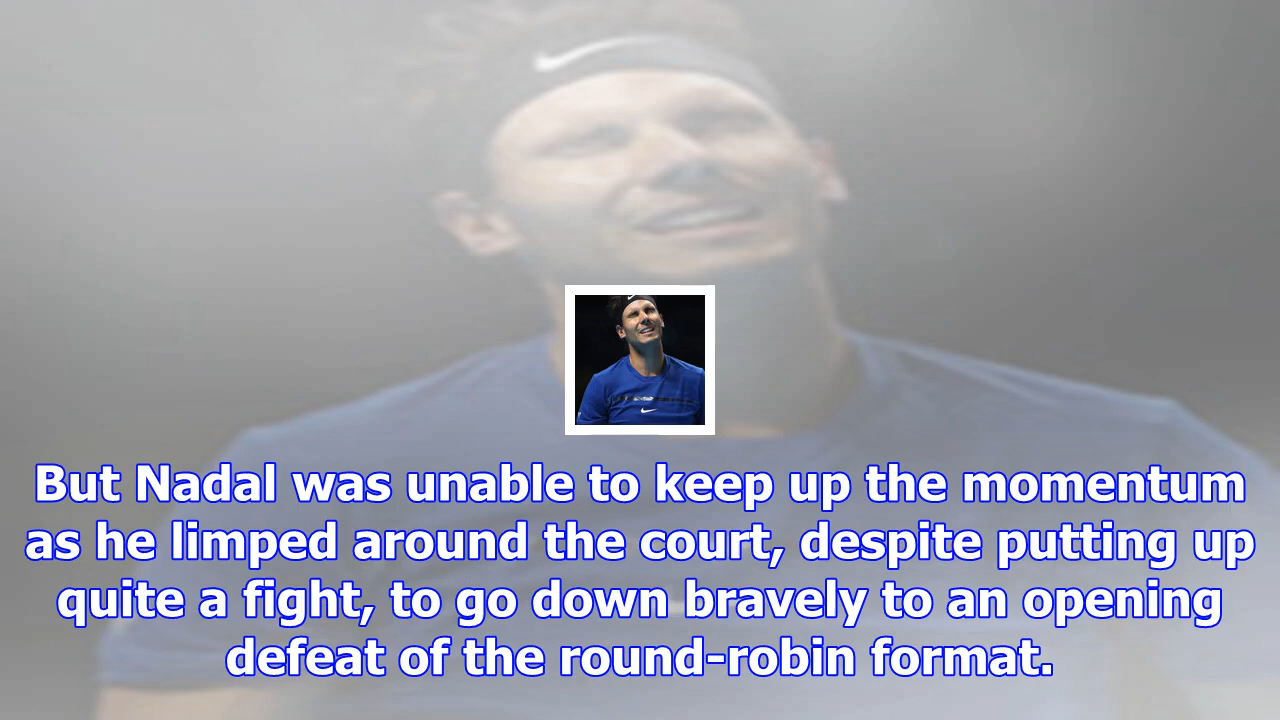 But Nadal was unable to keep up the momentum
as he limped around the court, despite putting up
quite a fight, to go down bravely to an opening
defeat of the round-robin format.